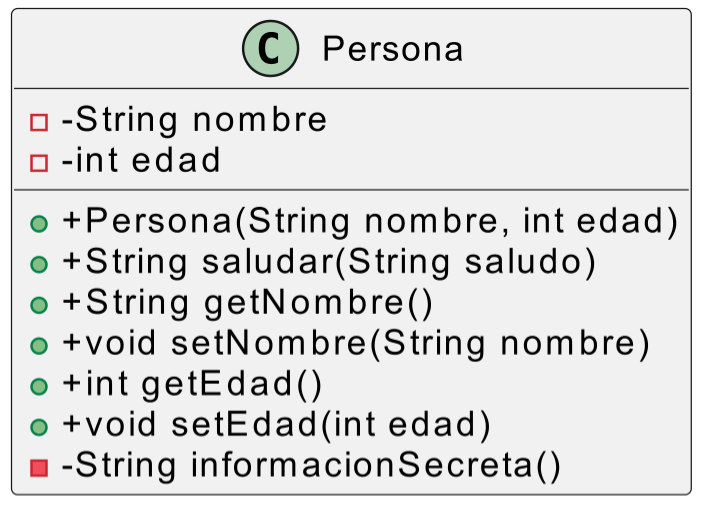 C Persona
-String nombre
-int edad
+Persona(String nombre, int edad)
+String saludar(String saludo)
+String getNombre()
+void setNombre(String nombre)
+int getEdad()
+void setEdad(int edad)
-String informacionSecreta()